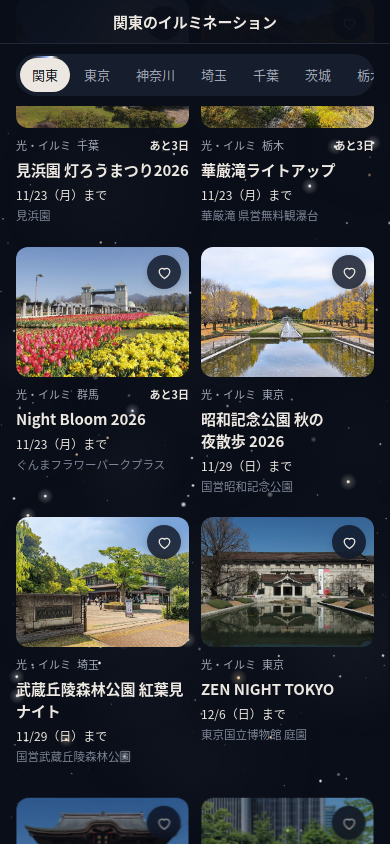 関東のイルミネーション
関東 東京 神奈川 埼玉 千葉 茨城
光・イルミ 千葉 あと3日
見浜園 灯ろうまつり2026
11/23（月）まで
見浜園
光・イルミ 栃木 あと3日
華厳滝ライトアップ
11/23（月）まで
華厳滝 県営無料観瀑台
光・イルミ 群馬 あと3日
Night Bloom 2026
11/23（月）まで
ぐんまフラワーパークプラス
光・イルミ 東京
昭和記念公園 秋の
夜散歩 2026
11/29（日）まで
国営昭和記念公園
光・イルミ 埼玉
武蔵丘陵森林公園 紅葉見
ナイト
11/29（日）まで
国営武蔵丘陵森林公園
光・イルミ 東京
ZEN NIGHT TOKYO
12/6（日）まで
東京国立博物館 庭園